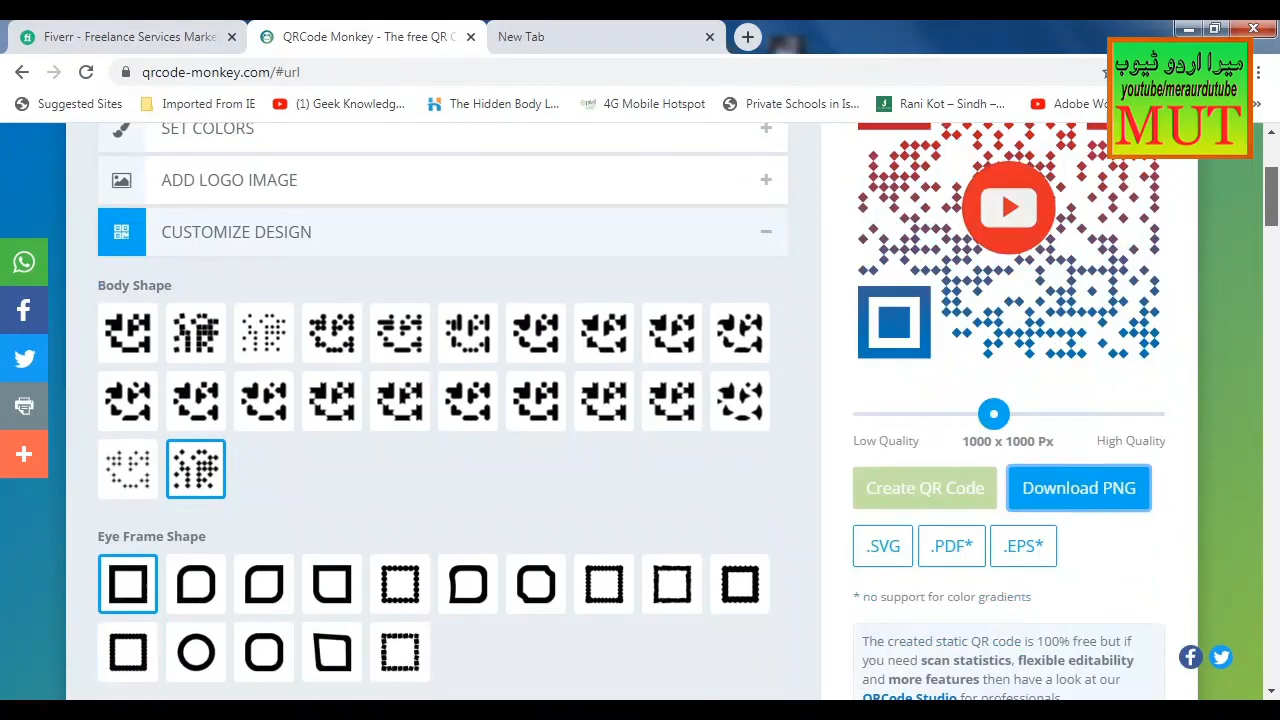 Fiverr - Freelance Services Marke
QRCode Monkey - The free QR C
New Tab
qrcode-monkey.com/#url
Suggested Sites
Imported From IE
(1) Geek Knowledg...
The Hidden Body L...
4G Mobile Hotspot
Private Schools in Is...
Rani Kot – Sindh –...
Adobe Wo
میرا اردو ٹیوب
youtube/meraurdutube
MUT
SET COLORS
ADD LOGO IMAGE
CUSTOMIZE DESIGN
Body Shape
Eye Frame Shape
Low Quality
1000 x 1000 Px
High Quality
Create QR Code
Download PNG
.SVG
.PDF*
.EPS*
* no support for color gradients
The created static QR code is 100% free but if
you need scan statistics, flexible editability
and more features then have a look at our
QRCode Studio for professionals